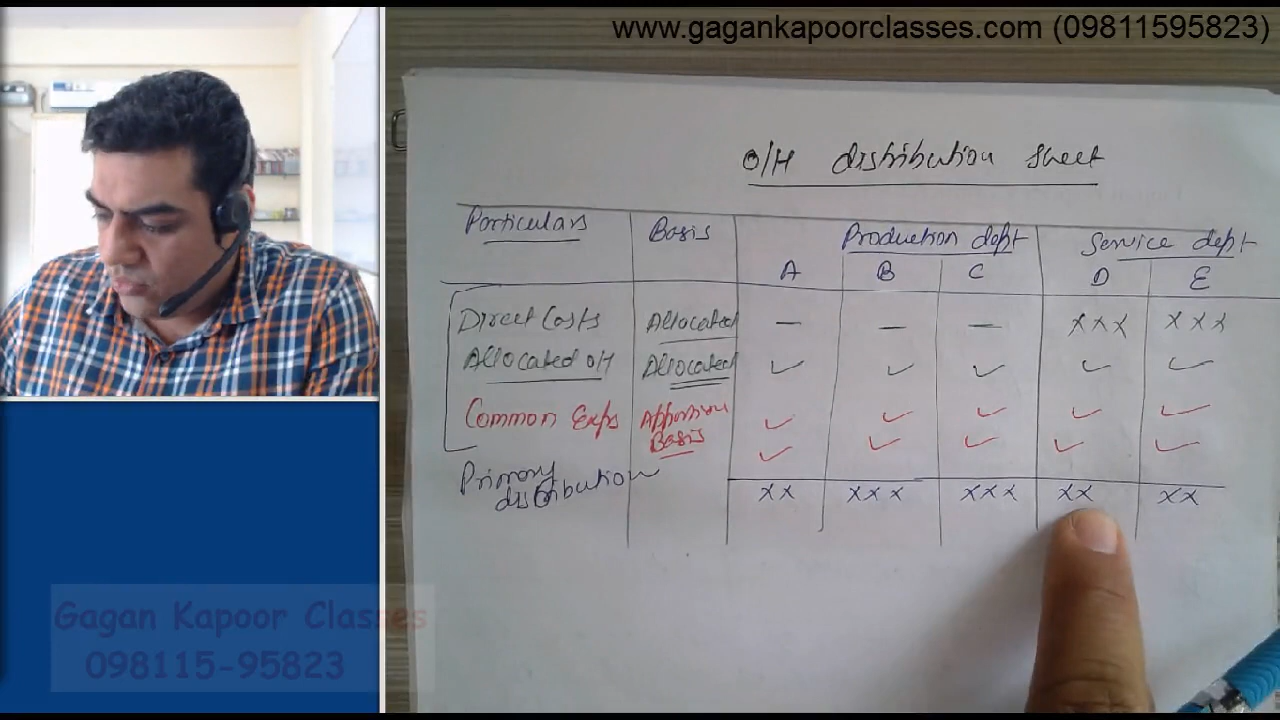 www.gagankapoorclasses.com (09811595823)
O/H distribution sheet
Particulars Basis Production dept Service dept
A B C D E
Direct Costs Allocated — — — xxx xxx
Allocated O/H Allocated ✓ ✓ ✓ ✓ ✓
Common Exps Apportion ✓ ✓ ✓ ✓ ✓
Basis ✓ ✓ ✓ ✓ ✓
Primary
distribution xx xxx xxx xx xx
Gagan Kapoor Classes
098115-95823